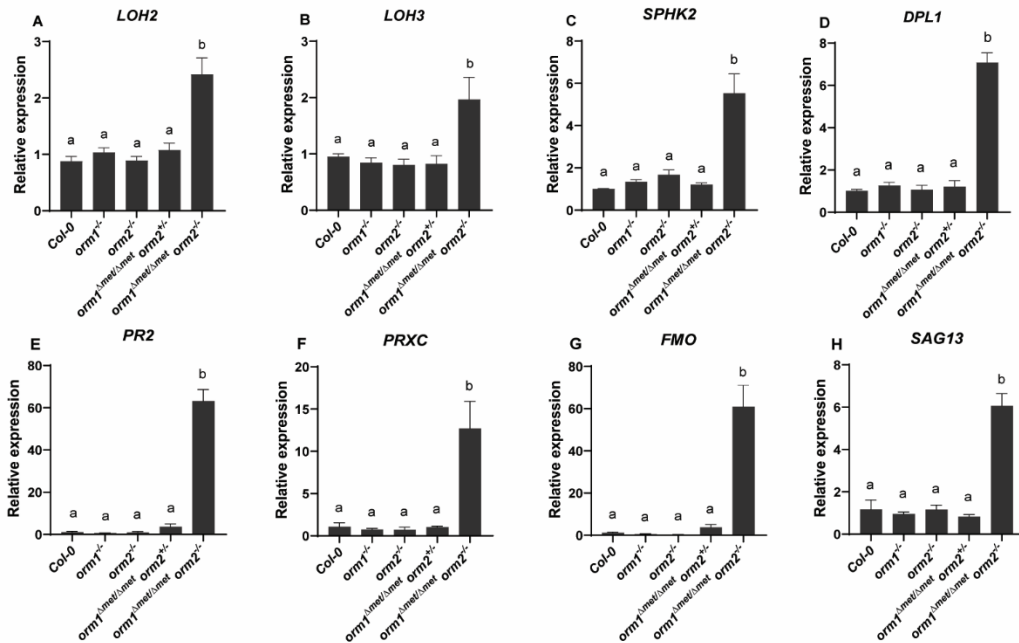 A LOH2
Relative expression
3
2
1
0
a
a
a
a
b
Col-0
orm1-/-
orm2-/-
orm1Δmet/Δmet orm2+/-
orm1Δmet/Δmet orm2-/-
B LOH3
Relative expression
3
2
1
0
a
a
a
a
b
Col-0
orm1-/-
orm2-/-
orm1Δmet/Δmet orm2+/-
orm1Δmet/Δmet orm2-/-
C SPHK2
Relative expression
8
6
4
2
0
a
a
a
a
b
Col-0
orm1-/-
orm2-/-
orm1Δmet/Δmet orm2+/-
orm1Δmet/Δmet orm2-/-
D DPL1
Relative expression
8
6
4
2
0
a
a
a
a
b
Col-0
orm1-/-
orm2-/-
orm1Δmet/Δmet orm2+/-
orm1Δmet/Δmet orm2-/-
E PR2
Relative expression
80
60
40
20
0
a
a
a
a
b
Col-0
orm1-/-
orm2-/-
orm1Δmet/Δmet orm2+/-
orm1Δmet/Δmet orm2-/-
F PRXC
Relative expression
20
15
10
5
0
a
a
a
a
b
Col-0
orm1-/-
orm2-/-
orm1Δmet/Δmet orm2+/-
orm1Δmet/Δmet orm2-/-
G FMO
Relative expression
80
60
40
20
0
a
a
a
a
b
Col-0
orm1-/-
orm2-/-
orm1Δmet/Δmet orm2+/-
orm1Δmet/Δmet orm2-/-
H SAG13
Relative expression
8
6
4
2
0
a
a
a
a
b
Col-0
orm1-/-
orm2-/-
orm1Δmet/Δmet orm2+/-
orm1Δmet/Δmet orm2-/-